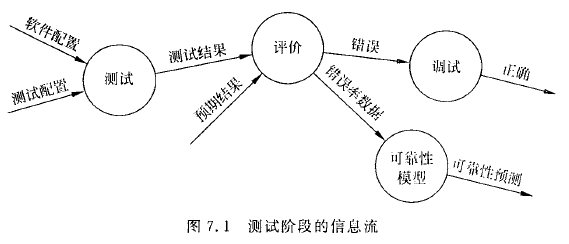 软件配置
测试配置
测试
测试结果
预期结果
评价
错误
错误率数据
调试
正确
可靠性
模型
可靠性预测
图 7.1 测试阶段的信息流